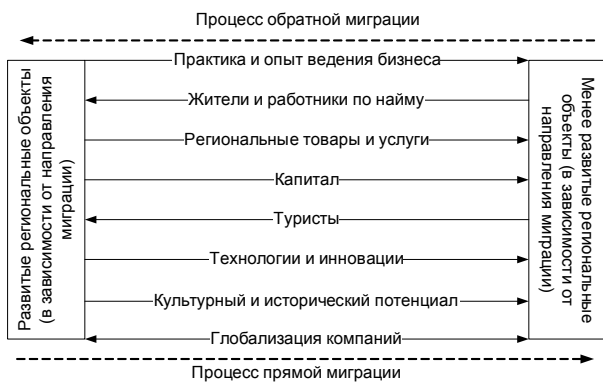 Процесс обратной миграции
Развитые региональные объекты
(в зависимости от направления
миграции)
Практика и опыт ведения бизнеса
Жители и работники по найму
Региональные товары и услуги
Капитал
Туристы
Технологии и инновации
Культурный и исторический потенциал
Глобализация компаний
Менее развитые региональные
объекты (в зависимости от
направления миграции)
Процесс прямой миграции